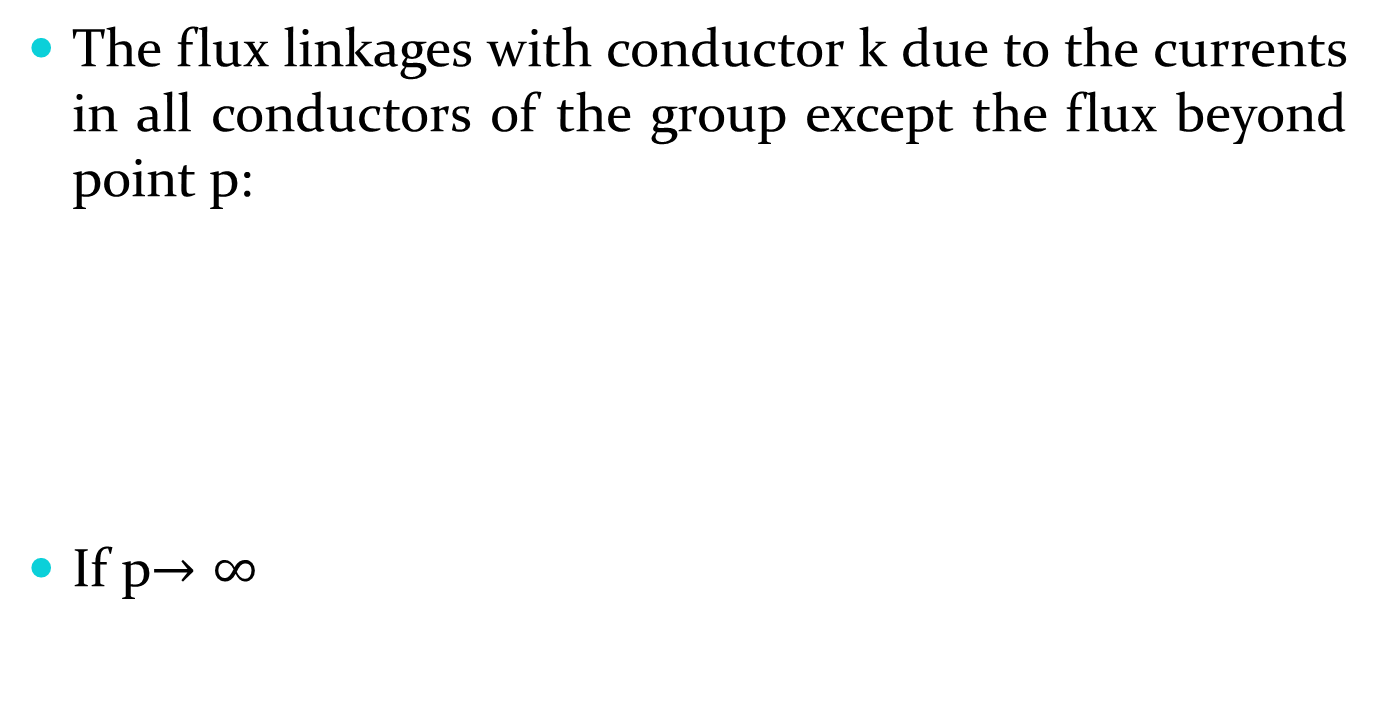 • The flux linkages with conductor k due to the currents
in all conductors of the group except the flux beyond
point p:
• If p→ ∞